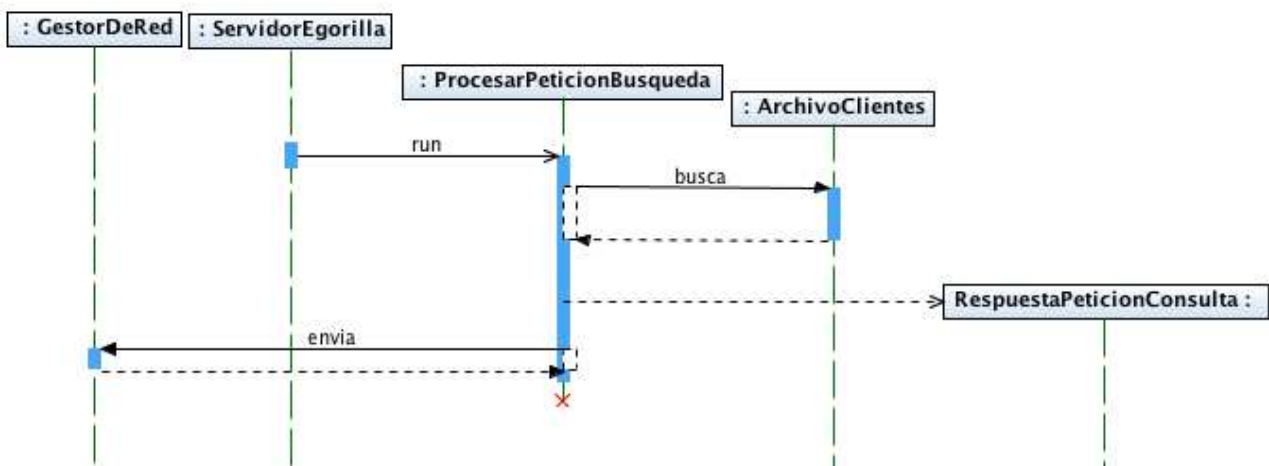 : GestorDeRed
: ServidorEgorilla
: ProcesarPeticionBusqueda
: ArchivoClientes
run
busca
RespuestaPeticionConsulta :
envia